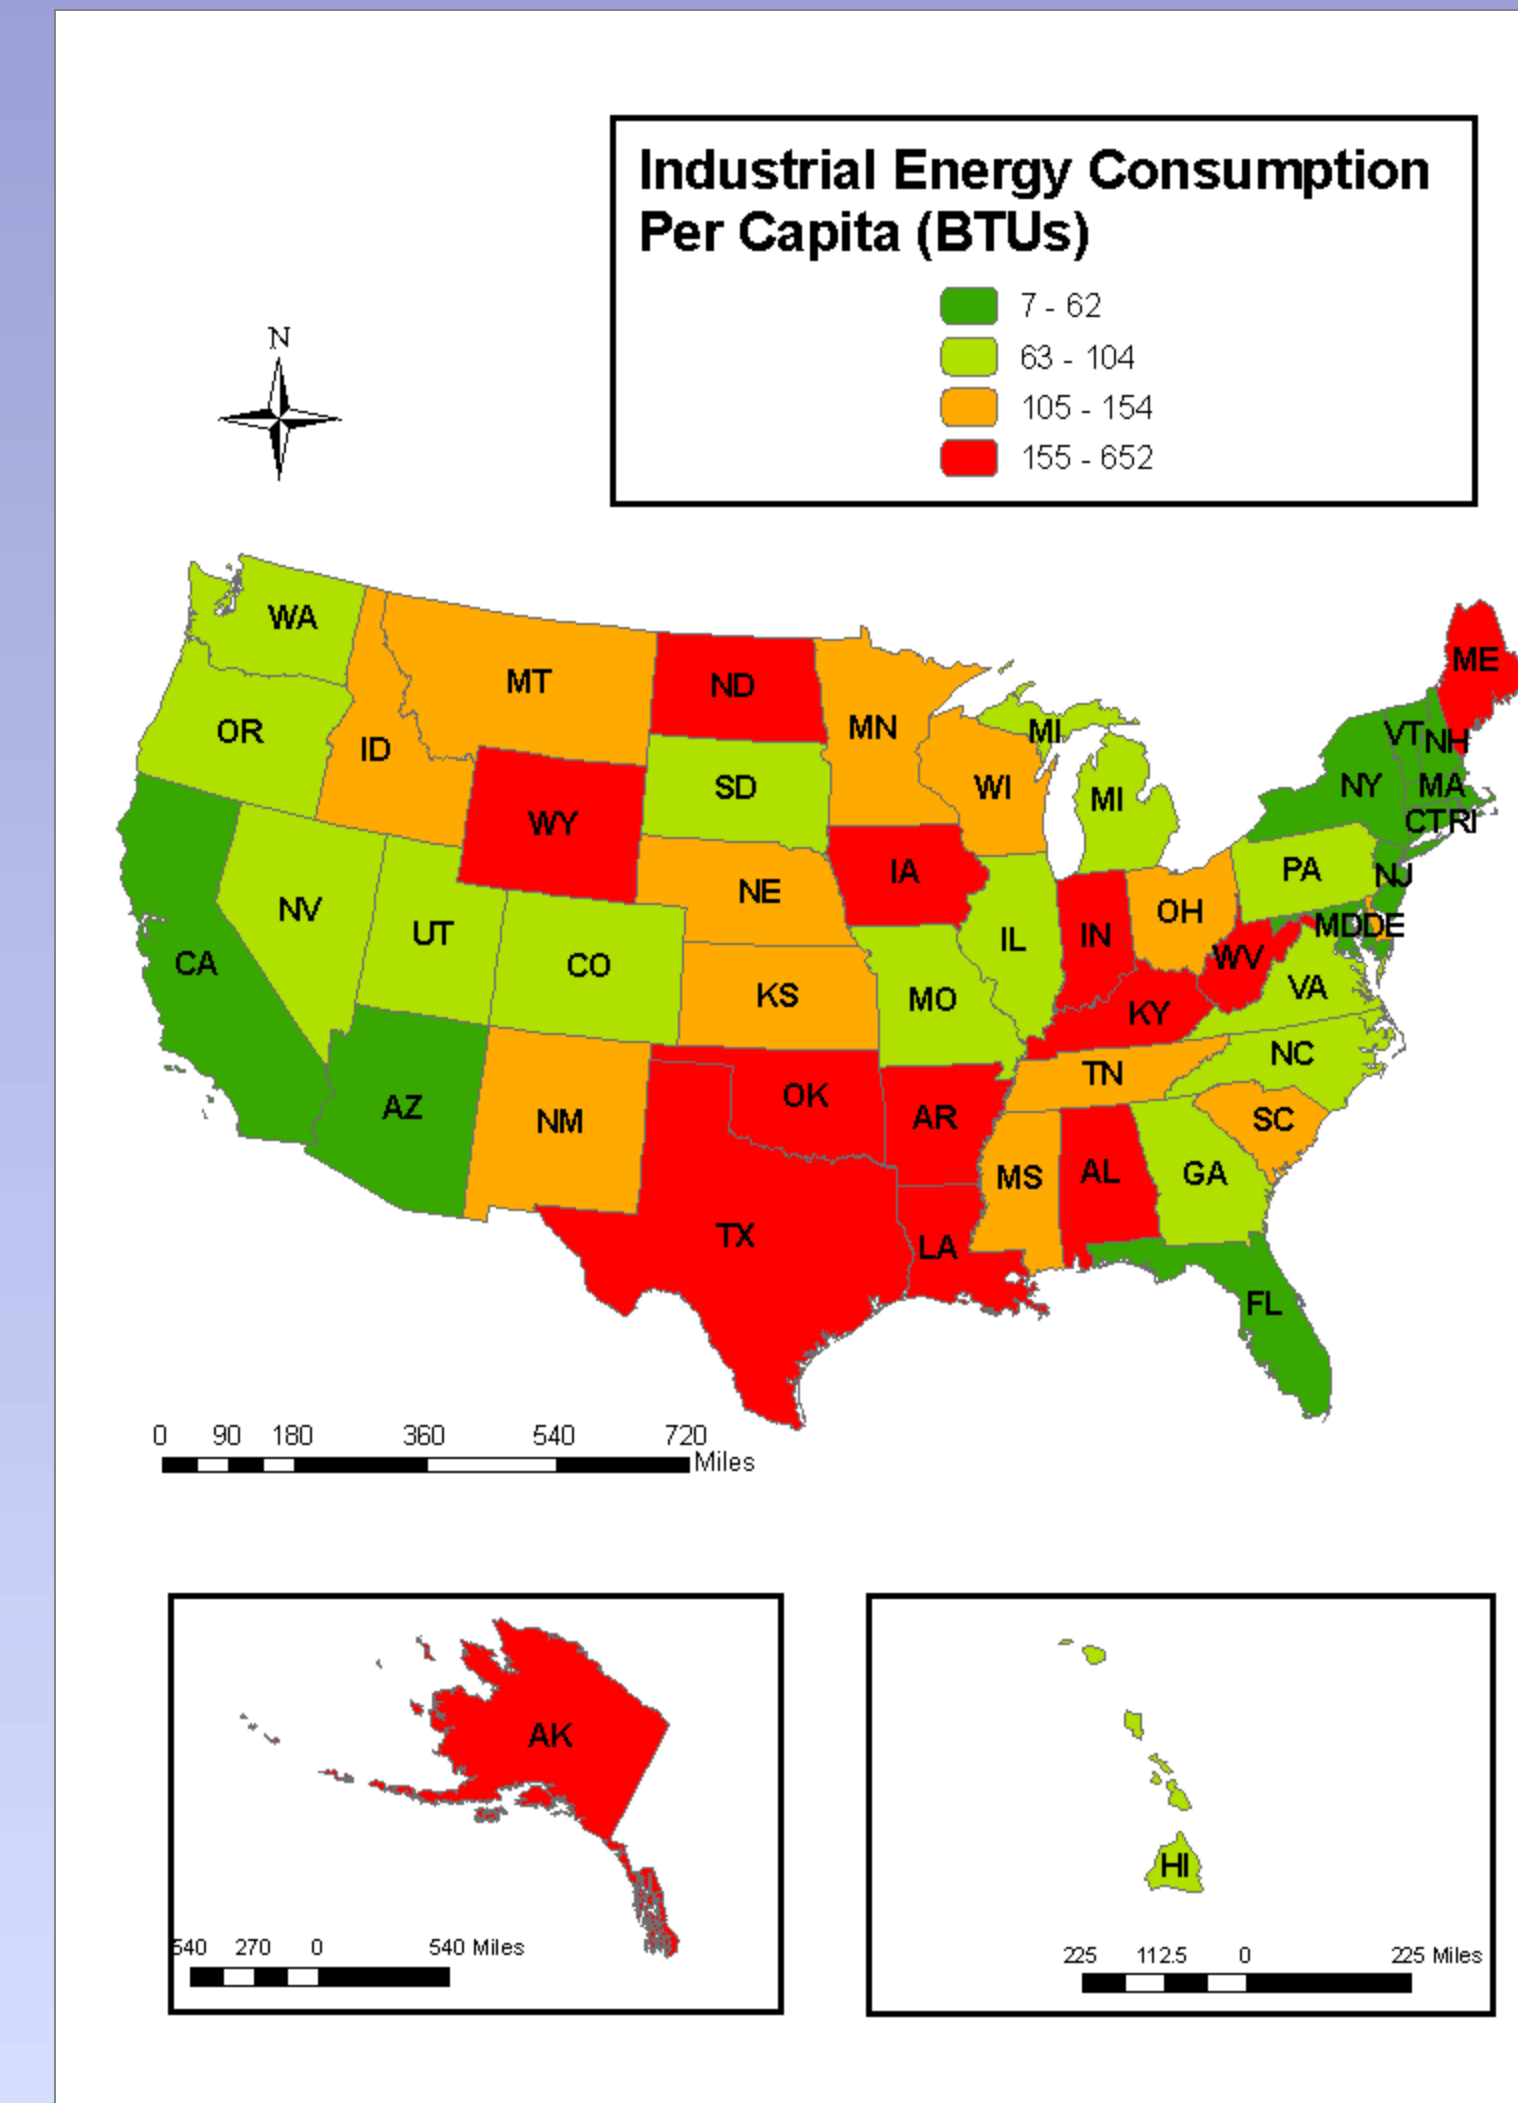 Industrial Energy Consumption
Per Capita (BTUs)
7 - 62
63 - 104
105 - 154
155 - 652
N
WA
ME
MT
ND
OR
MN
VT
NH
ID
MI
SD
WI
MI
NY
MA
WY
CT
RI
IA
PA
NJ
NE
NV
OH
MD
DE
UT
IL
IN
CA
CO
WV
KS
MO
VA
KY
NC
TN
OK
AZ
NM
AR
SC
MS
AL
GA
TX
LA
FL
0 90 180 360 540 720
Miles
AK
HI
540 270 0 540 Miles
225 112.5 0 225 Miles